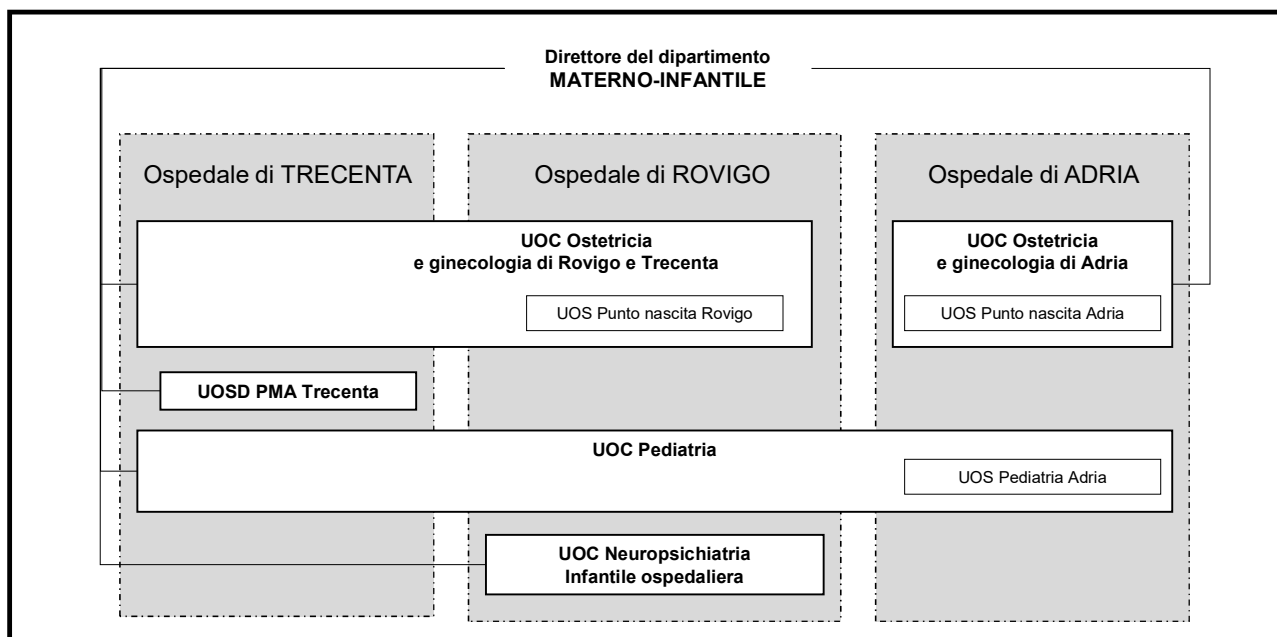 Direttore del dipartimento
MATERNO-INFANTILE
Ospedale di TRECENTA
Ospedale di ROVIGO
Ospedale di ADRIA
UOC Ostetricia
e ginecologia di Rovigo e Trecenta
UOS Punto nascita Rovigo
UOC Ostetricia
e ginecologia di Adria
UOS Punto nascita Adria
UOSD PMA Trecenta
UOC Pediatria
UOS Pediatria Adria
UOC Neuropsichiatria
Infantile ospedaliera